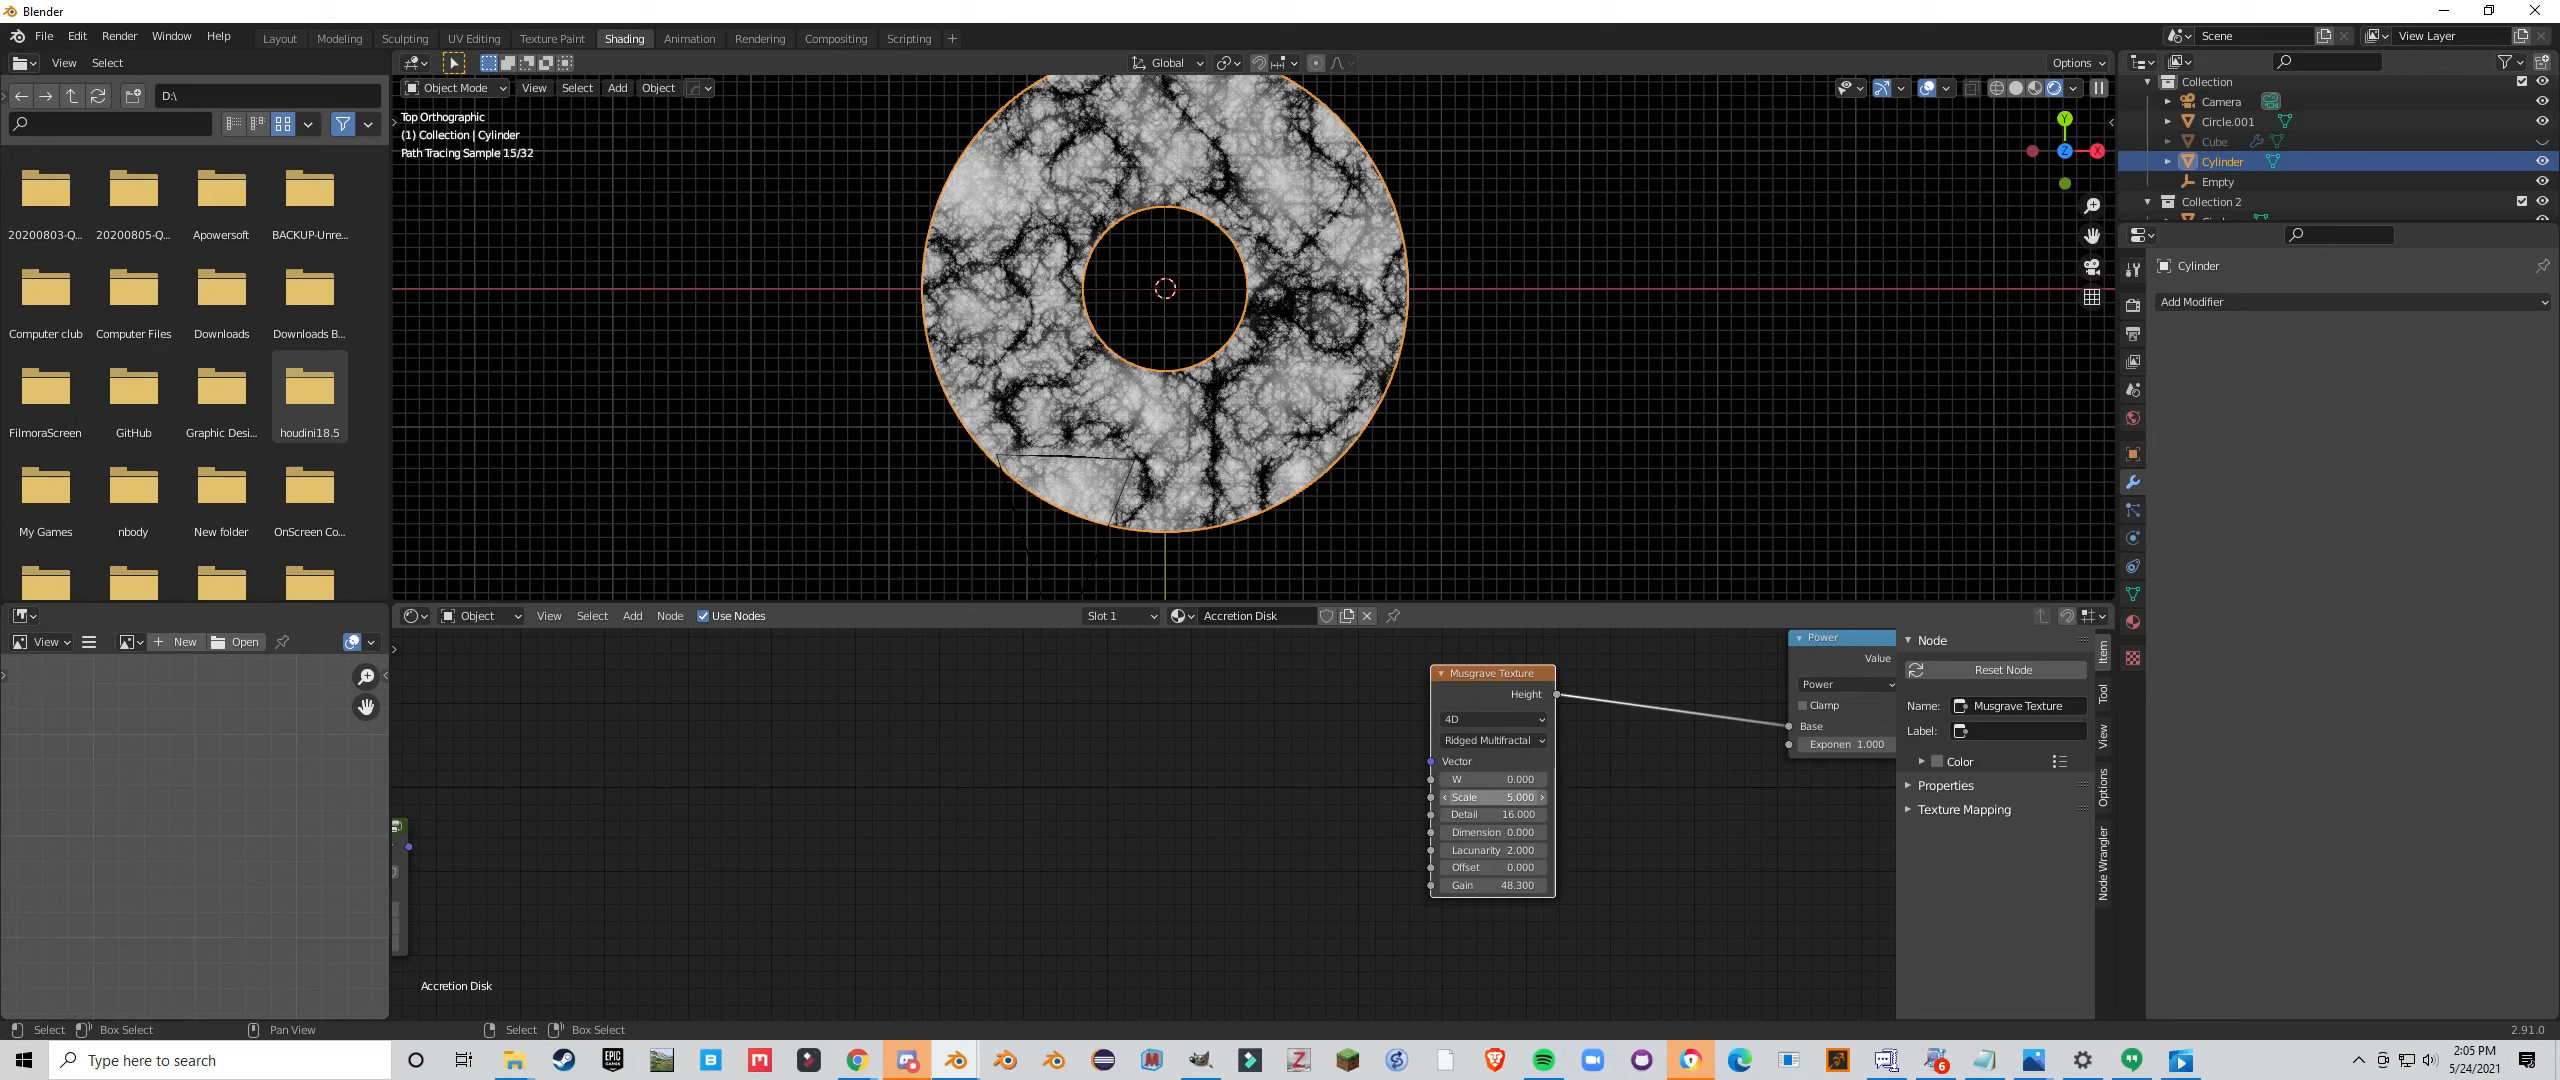 Blender
File Edit Render Window Help
Layout Modeling Sculpting UV Editing Texture Paint Shading Animation Rendering Compositing Scripting +
Scene
View Layer
View Select
Global
Options
D:\
Object Mode View Select Add Object
Top Orthographic
(1) Collection | Cylinder
Path Tracing Sample 15/32
Y
Z
X
Collection
Camera
Circle.001
Cube
Cylinder
Empty
Collection 2
Cylinder
Add Modifier
20200803-Q... 20200805-Q... Apowersoft BACKUP-Unre...
Computer club Computer Files Downloads Downloads B...
FilmoraScreen GitHub Graphic Desi... houdini18.5
My Games nbody New folder OnScreen Co...
Object View Select Add Node Use Nodes Slot 1 Accretion Disk
View + New Open
Musgrave Texture
Height
4D
Ridged Multifractal
Vector
W 0.000
Scale 5.000
Detail 16.000
Dimension 0.000
Lacunarity 2.000
Offset 0.000
Gain 48.300
Power
Value
Power
Clamp
Base
Exponen 1.000
Node
Reset Node
Name: Musgrave Texture
Label:
Color
Properties
Texture Mapping
Item
Tool
View
Options
Node Wrangler
Accretion Disk
Select Box Select Pan View Select Box Select
2.91.0
Type here to search
6
2:05 PM
5/24/2021